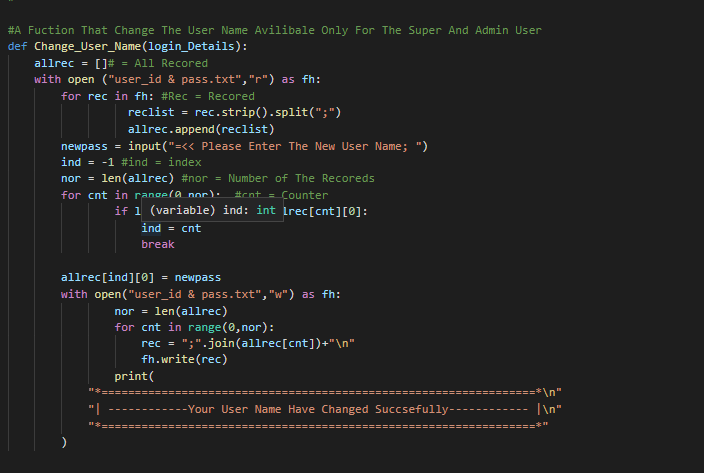 #A Fuction That Change The User Name Avilibale Only For The Super And Admin User
def Change_User_Name(login_Details):
allrec = []# = All Recored
with open ("user_id & pass.txt","r") as fh:
for rec in fh: #Rec = Recored
reclist = rec.strip().split(";")
allrec.append(reclist)
newpass = input("=<< Please Enter The New User Name; ")
ind = -1 #ind = index
nor = len(allrec) #nor = Number of The Recoreds
for cnt in range(0,nor):  #cnt = Counter
if l (variable) ind: int lrec[cnt][0]:
ind = cnt
break
allrec[ind][0] = newpass
with open("user_id & pass.txt","w") as fh:
nor = len(allrec)
for cnt in range(0,nor):
rec = ";".join(allrec[cnt])+"\n"
fh.write(rec)
print(
"*=================================================================*\n"
"| ------------Your User Name Have Changed Succsefully------------ |\n"
"*=================================================================*"
)